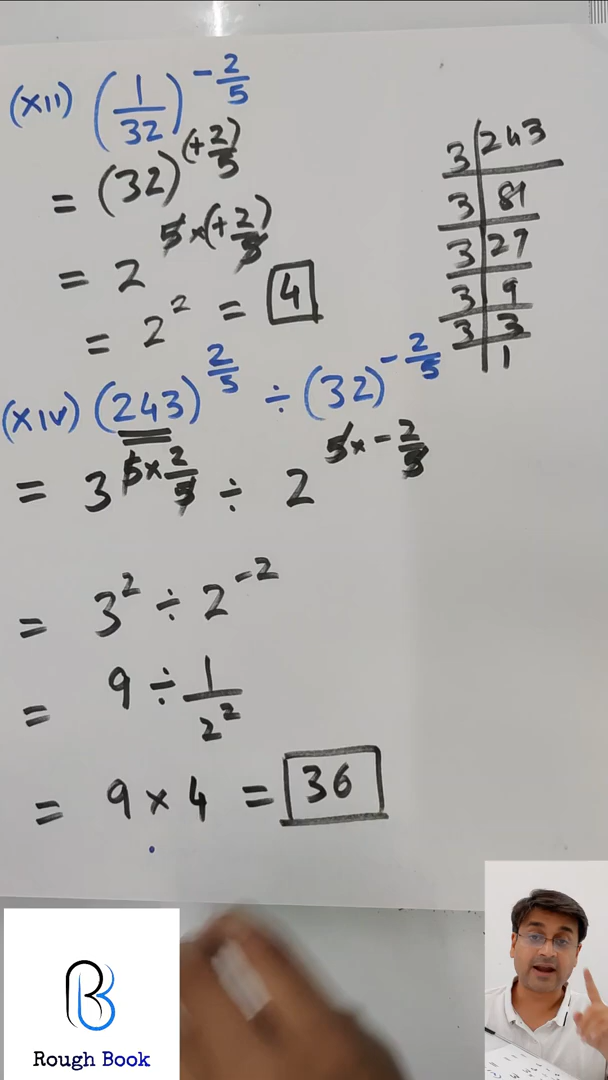 (XII) (1/32)^-2/5
= (32)^(+2/5)
= 2^5×(+2/5)
= 2^2 = 4
3 | 243
3 | 81
3 | 27
3 | 9
3 | 3
1
(XIV) (243)^2/5 ÷ (32)^-2/5
= 3^5×2/5 ÷ 2^5×-2/5
= 3^2 ÷ 2^-2
= 9 ÷ 1/2^2
= 9 × 4 = 36
Rough Book